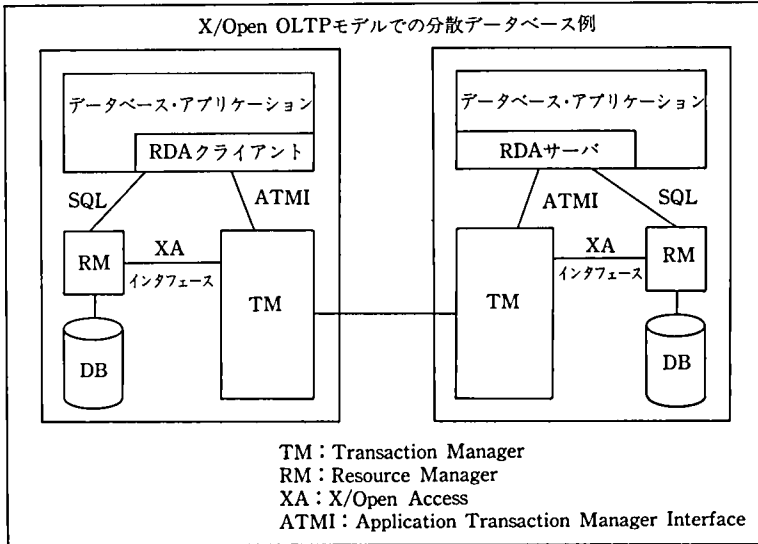 X/Open OLTPモデルでの分散データベース例
データベース・アプリケーション
RDAクライアント
SQL
ATMI
RM
XA
インタフェース
TM
DB
データベース・アプリケーション
RDAサーバ
ATMI
SQL
TM
XA
インタフェース
RM
DB
TM：Transaction Manager
RM：Resource Manager
XA：X/Open Access
ATMI：Application Transaction Manager Interface